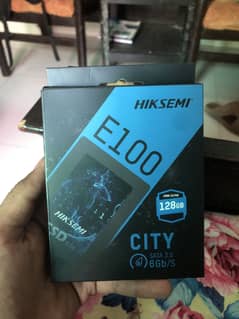 HIKSEMI
E100
128GB
HIKSEMI
SSD
CITY
SATA 3.0
6Gb/S